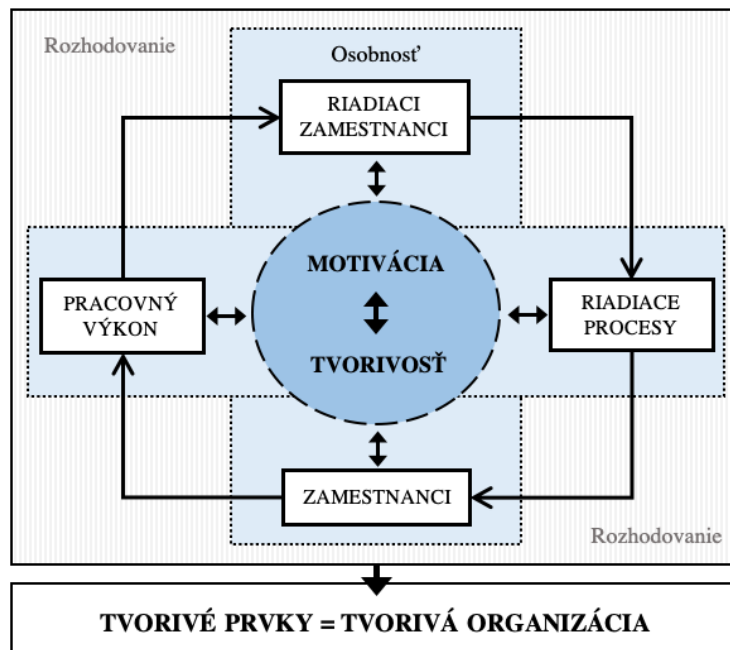 Rozhodovanie
Osobnosť
RIADIACI
ZAMESTNANCI
MOTIVÁCIA
PRACOVNÝ
VÝKON
RIADIACE
PROCESY
TVORIVOSŤ
ZAMESTNANCI
Rozhodovanie
TVORIVÉ PRVKY = TVORIVÁ ORGANIZÁCIA